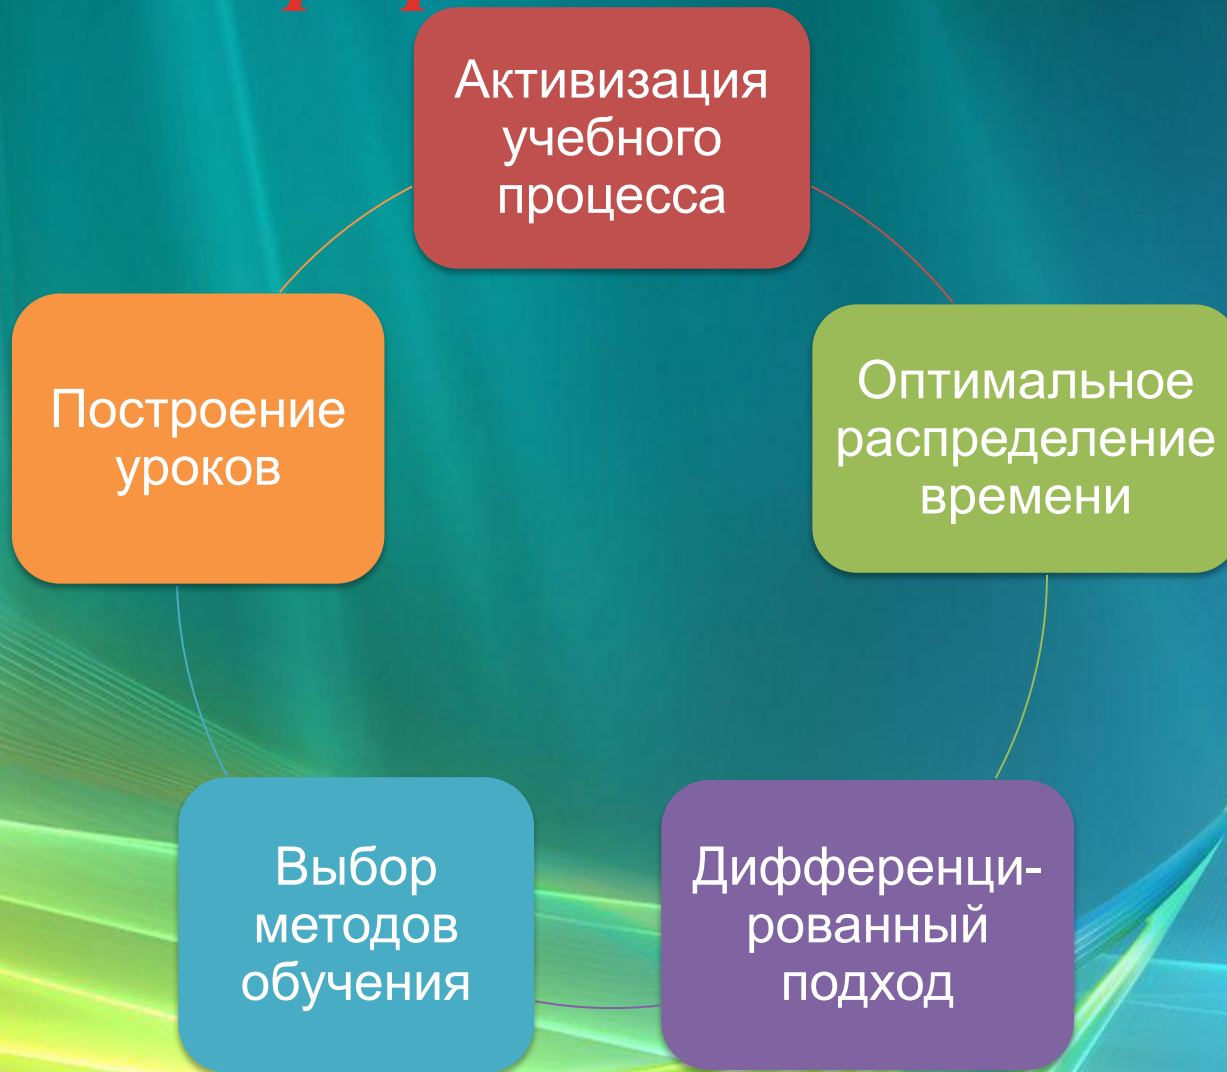 Активизация
учебного
процесса
Оптимальное
распределение
времени
Дифференци-
рованный
подход
Выбор
методов
обучения
Построение
уроков